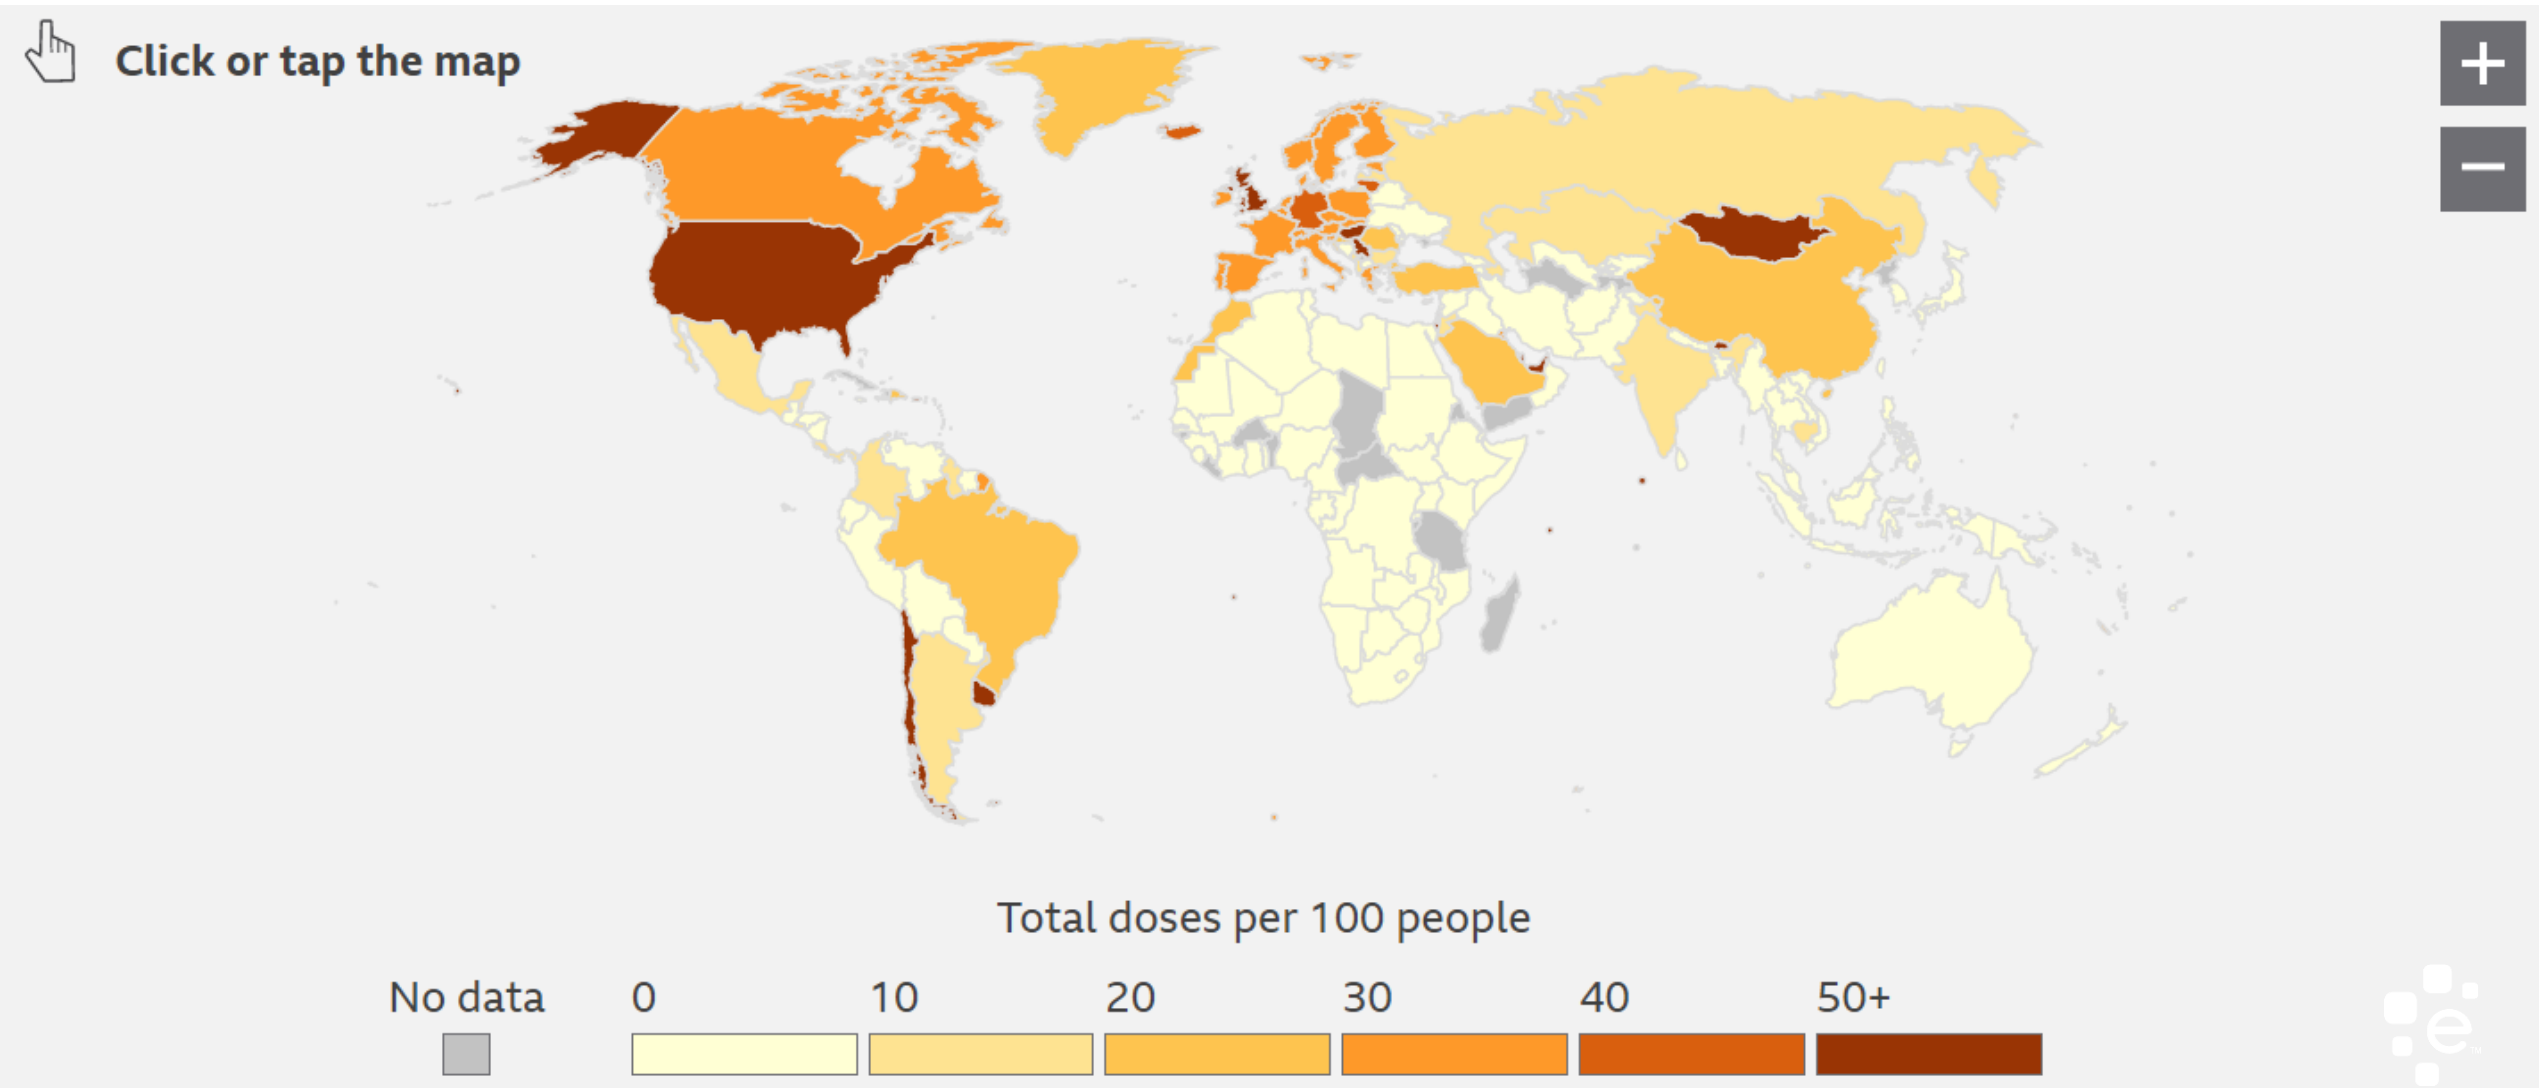 Click or tap the map
+
−
Total doses per 100 people
No data 0 10 20 30 40 50+
e